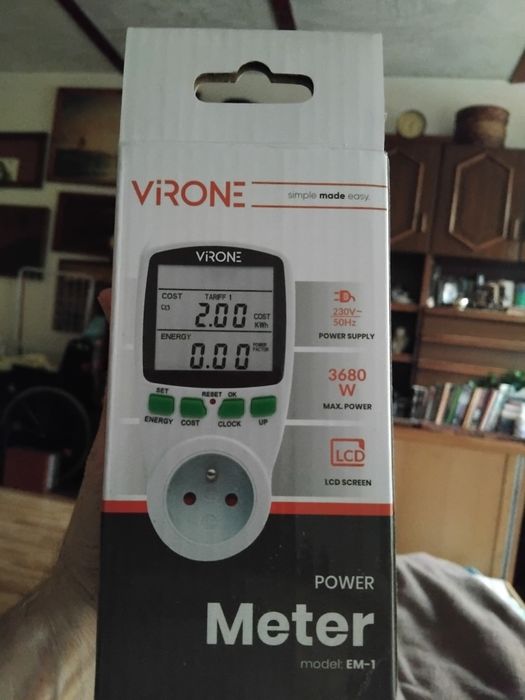 ViRONE
simple made easy.
ViRONE
COST TARIFF 1
2.00 COST KWh
ENERGY
0.00 POWER FACTOR
SET RESET OK
ENERGY COST CLOCK UP
230V~
50Hz
POWER SUPPLY
3680
W
MAX. POWER
LCD
LCD SCREEN
POWER
Meter
model: EM-1